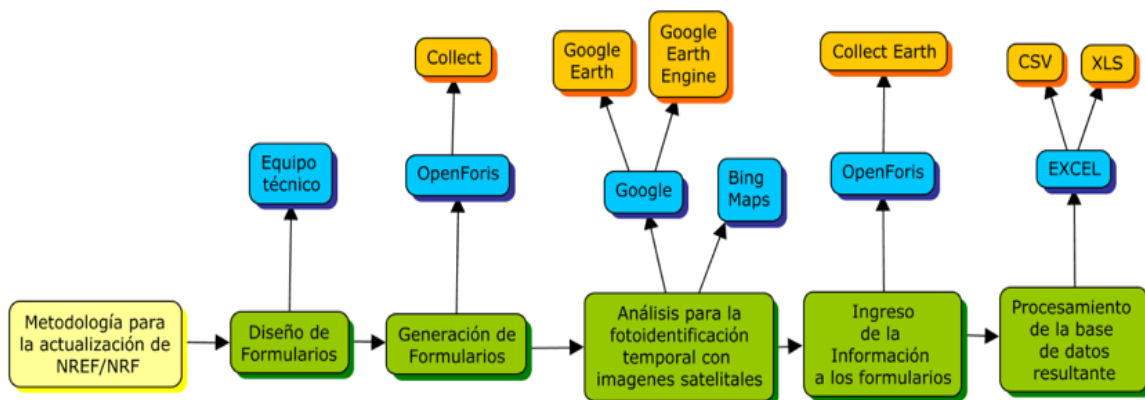 Collect
Google
Earth
Google
Earth
Engine
Collect Earth
CSV
XLS
Equipo
técnico
OpenForis
Google
Bing
Maps
OpenForis
EXCEL
Metodología para
la actualización de
NREF/NRF
Diseño de
Formularios
Generación de
Formularios
Análisis para la
fotoidentificación
temporal con
imagenes satelitales
Ingreso
de la
Información
a los formularios
Procesamiento
de la base
de datos
resultante